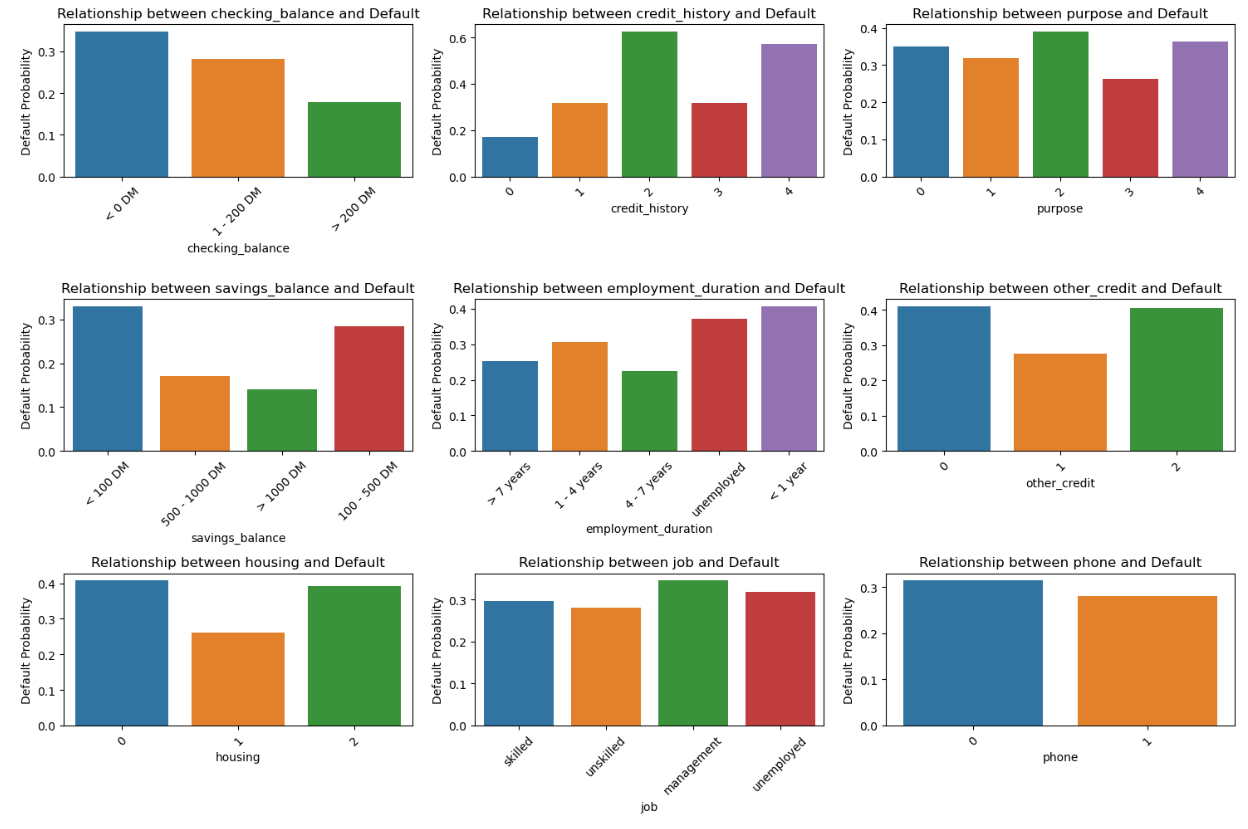 Relationship between checking_balance and Default
Default Probability
0.3
0.2
0.1
0.0
< 0 DM
1 - 200 DM
> 200 DM
checking_balance
Relationship between credit_history and Default
Default Probability
0.6
0.4
0.2
0.0
0
1
2
3
4
credit_history
Relationship between purpose and Default
Default Probability
0.4
0.3
0.2
0.1
0.0
0
1
2
3
4
purpose
Relationship between savings_balance and Default
Default Probability
0.3
0.2
0.1
0.0
< 100 DM
500 - 1000 DM
> 1000 DM
100 - 500 DM
savings_balance
Relationship between employment_duration and Default
Default Probability
0.4
0.3
0.2
0.1
0.0
> 7 years
1 - 4 years
4 - 7 years
unemployed
< 1 year
employment_duration
Relationship between other_credit and Default
Default Probability
0.4
0.3
0.2
0.1
0.0
0
1
2
other_credit
Relationship between housing and Default
Default Probability
0.4
0.3
0.2
0.1
0.0
0
1
2
housing
Relationship between job and Default
Default Probability
0.3
0.2
0.1
0.0
skilled
unskilled
management
unemployed
job
Relationship between phone and Default
Default Probability
0.3
0.2
0.1
0.0
0
1
phone